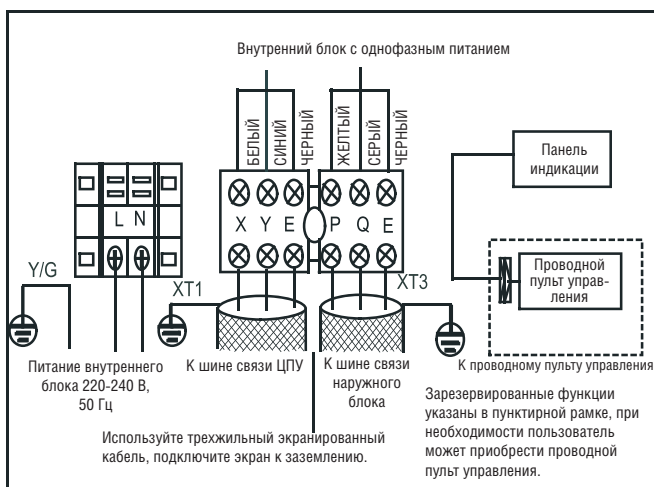 Внутренний блок с однофазным питанием
БЕЛЫЙ
СИНИЙ
ЧЕРНЫЙ
ЖЕЛТЫЙ
СЕРЫЙ
ЧЕРНЫЙ
Панель
индикации
L N
X Y E P Q E
Y/G
XT1
XT3
Проводной
пульт управ-
ления
Питание внутреннего
блока 220-240 В,
50 Гц
К шине связи ЦПУ
К шине связи
наружного
блока
К проводному пульту управления
Используйте трехжильный экранированный
кабель, подключите экран к заземлению.
Зарезервированные функции
указаны в пунктирной рамке, при
необходимости пользователь
может приобрести проводной
пульт управления.